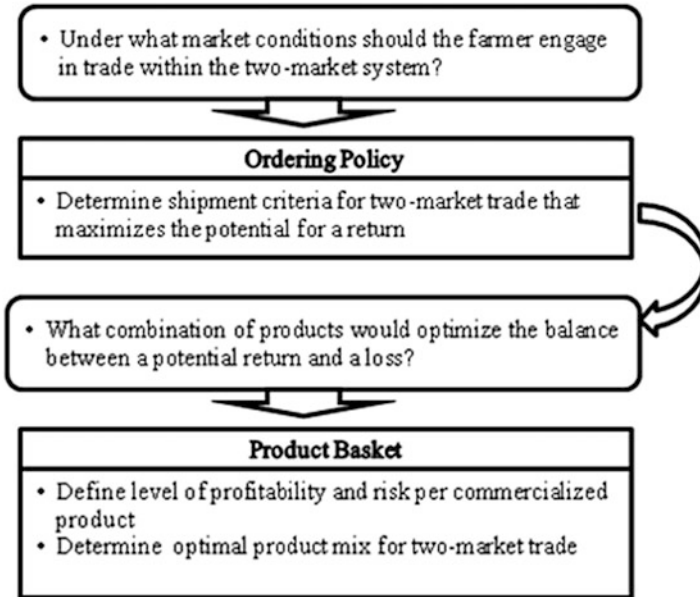 • Under what market conditions should the farmer engage
in trade within the two-market system?
Ordering Policy
• Determine shipment criteria for two-market trade that
maximizes the potential for a return
• What combination of products would optimize the balance
between a potential return and a loss?
Product Basket
• Define level of profitability and risk per commercialized
product
• Determine optimal product mix for two-market trade